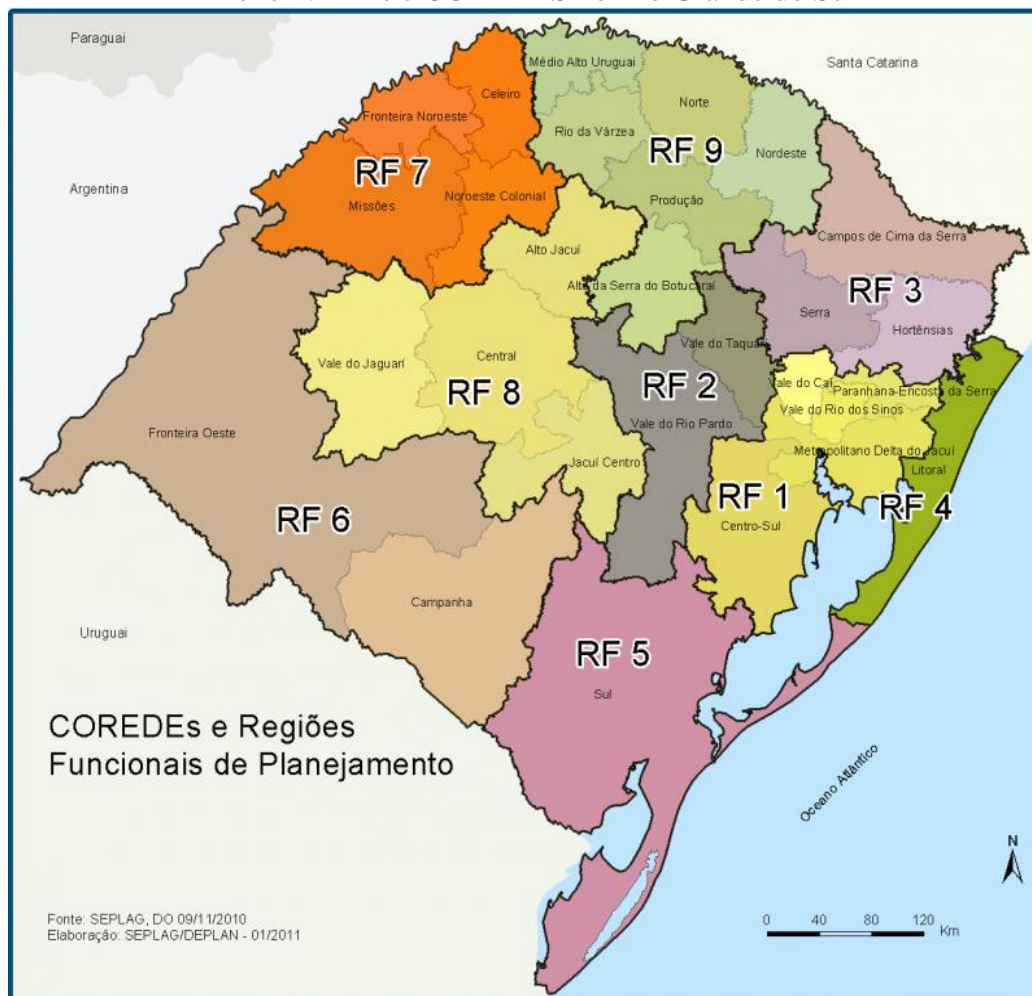 Paraguai
Santa Catarina
Médio Alto Uruguai
Celeiro
Norte
Fronteira Noroeste
Rio da Várzea
RF 9
Nordeste
RF 7
Argentina
Noroeste Colonial
Missões
Produção
Campos de Cima da Serra
Alto Jacuí
Alto da Serra do Botucaraí
RF 3
Serra
Hortênsias
Vale do Taquari
Central
Vale do Jaguarí
RF 8
RF 2
Vale do Caí
Paranhana-Encosta da Serra
Vale do Rio dos Sinos
Vale do Rio Pardo
Fronteira Oeste
Metropolitano Delta do Jacuí
Jacuí Centro
Litoral
RF 1
RF 4
RF 6
Centro-Sul
Campanha
Uruguai
RF 5
Sul
COREDEs e Regiões
Funcionais de Planejamento
Oceano Atlântico
N
Fonte: SEPLAG, DO 09/11/2010
Elaboração: SEPLAG/DEPLAN - 01/2011
0 40 80 120
Km